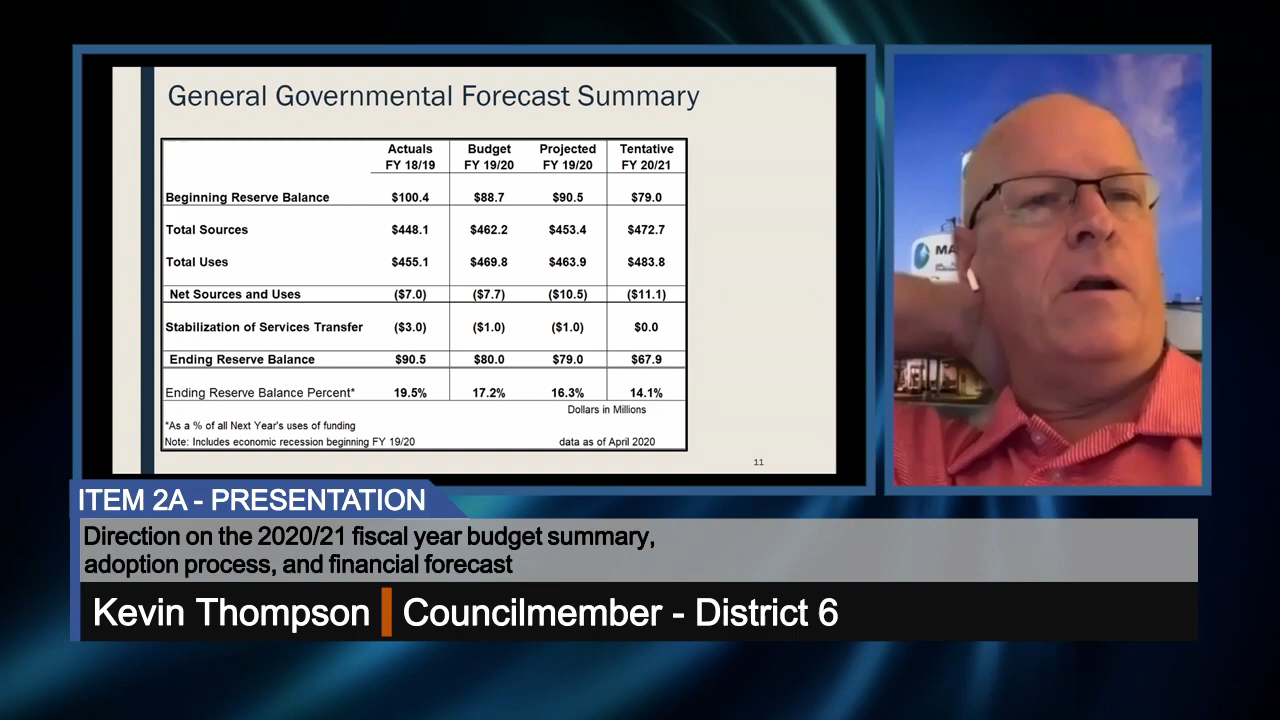 General Governmental Forecast Summary
Actuals Budget Projected Tentative
FY 18/19 FY 19/20 FY 19/20 FY 20/21
Beginning Reserve Balance $100.4 $88.7 $90.5 $79.0
Total Sources $448.1 $462.2 $453.4 $472.7
Total Uses $455.1 $469.8 $463.9 $483.8
Net Sources and Uses ($7.0) ($7.7) ($10.5) ($11.1)
Stabilization of Services Transfer ($3.0) ($1.0) ($1.0) $0.0
Ending Reserve Balance $90.5 $80.0 $79.0 $67.9
Ending Reserve Balance Percent* 19.5% 17.2% 16.3% 14.1%
Dollars in Millions
*As a % of all Next Year's uses of funding
Note: Includes economic recession beginning FY 19/20 data as of April 2020
11
MA
ITEM 2A - PRESENTATION
Direction on the 2020/21 fiscal year budget summary,
adoption process, and financial forecast
Kevin Thompson Councilmember - District 6